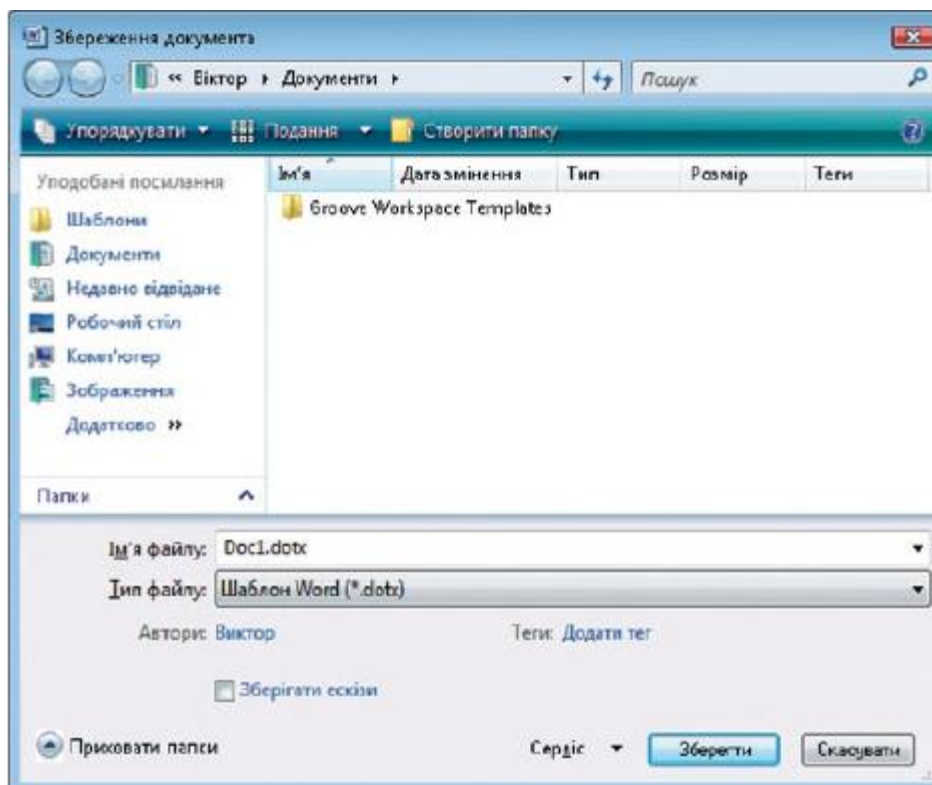 Збереження документа
« Віктор ▸ Документи ▸ Пошук
Упорядкувати Подання Створити папку
Уподобані посилання
Ім'я Дата змінення Тип Розмір Теги
Groove Workspace Templates
Шаблони
Документи
Недавно відвідане
Робочий стіл
Комп'ютер
Зображення
Додатково »
Папки
Ім'я файлу: Doc1.dotx
Тип файлу: Шаблон Word (*.dotx)
Автори: Виктор Теги: Додати тег
Зберігати ескізи
Приховати папки Сервіс Зберегти Скасувати